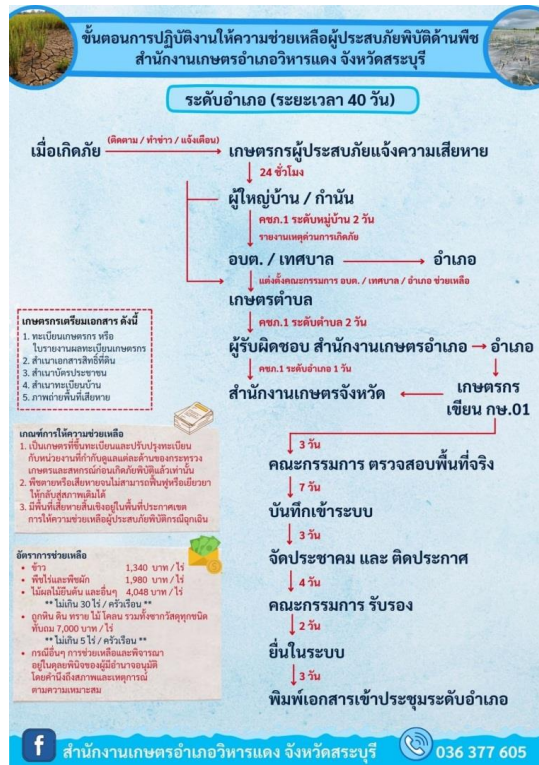 ขั้นตอนการปฏิบัติงานให้ความช่วยเหลือผู้ประสบภัยพิบัติด้านพืช
สำนักงานเกษตรอำเภอวิหารแดง จังหวัดสระบุรี
ระดับอำเภอ (ระยะเวลา 40 วัน)
เมื่อเกิดภัย
(ติดตาม / ทำข่าว / แจ้งเตือน)
เกษตรกรผู้ประสบภัยแจ้งความเสียหาย
24 ชั่วโมง
ผู้ใหญ่บ้าน / กำนัน
คชภ.1 ระดับหมู่บ้าน 2 วัน
รายงานเหตุด่วนการเกิดภัย
อบต. / เทศบาล
อำเภอ
แต่งตั้งคณะกรรมการ อบต. / เทศบาล / อำเภอ ช่วยเหลือ
เกษตรตำบล
คชภ.1 ระดับตำบล 2 วัน
ผู้รับผิดชอบ สำนักงานเกษตรอำเภอ
อำเภอ
คชภ.1 ระดับอำเภอ 1 วัน
สำนักงานเกษตรจังหวัด
เกษตรกร
เขียน กษ.01
3 วัน
คณะกรรมการ ตรวจสอบพื้นที่จริง
7 วัน
บันทึกเข้าระบบ
3 วัน
จัดประชาคม และ ติดประกาศ
4 วัน
คณะกรรมการ รับรอง
2 วัน
ยื่นในระบบ
3 วัน
พิมพ์เอกสารเข้าประชุมระดับอำเภอ
เกษตรกรเตรียมเอกสาร ดังนี้
1. ทะเบียนเกษตรกร หรือ
ใบรายงานผลทะเบียนเกษตรกร
2. สำเนาเอกสารสิทธิ์ที่ดิน
3. สำเนาบัตรประชาชน
4. สำเนาทะเบียนบ้าน
5. ภาพถ่ายพื้นที่เสียหาย
เกณฑ์การให้ความช่วยเหลือ
1. เป็นเกษตรที่ขึ้นทะเบียนและปรับปรุงทะเบียน
กับหน่วยงานที่กำกับดูแลแต่ละด้านของกระทรวง
เกษตรและสหกรณ์ก่อนเกิดภัยพิบัติแล้วเท่านั้น
2. พืชตายหรือเสียหายจนไม่สามารถฟื้นฟูหรือเยียวยา
ให้กลับสู่สภาพเดิมได้
3. มีพื้นที่เสียหายสิ้นเชิงอยู่ในพื้นที่ประกาศเขต
การให้ความช่วยเหลือผู้ประสบภัยพิบัติกรณีฉุกเฉิน
อัตราการช่วยเหลือ
• ข้าว 1,340 บาท / ไร่
• พืชไร่และพืชผัก 1,980 บาท / ไร่
• ไม้ผลไม้ยืนต้น และอื่นๆ 4,048 บาท / ไร่
** ไม่เกิน 30 ไร่ / ครัวเรือน **
• ถูกหิน ดิน ทราย ไม้ โคลน รวมทั้งซากวัสดุทุกชนิด
ทับถม 7,000 บาท / ไร่
** ไม่เกิน 5 ไร่ / ครัวเรือน **
• กรณีอื่นๆ การช่วยเหลือและพิจารณา
อยู่ในดุลยพินิจของผู้มีอำนาจอนุมัติ
โดยคำนึงถึงสภาพและเหตุการณ์
ตามความเหมาะสม
f สำนักงานเกษตรอำเภอวิหารแดง จังหวัดสระบุรี
036 377 605